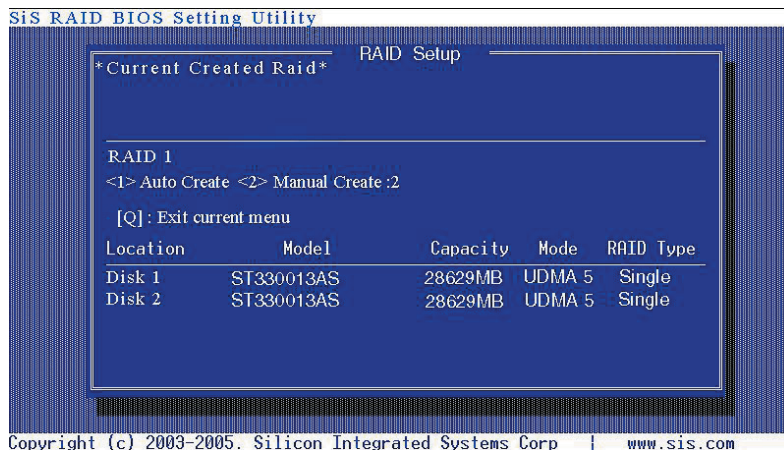 SiS RAID BIOS Setting Utility
RAID Setup
*Current Created Raid*
RAID 1
<1> Auto Create <2> Manual Create :2
[Q] : Exit current menu
Location Model Capacity Mode RAID Type
Disk 1 ST330013AS 28629MB UDMA 5 Single
Disk 2 ST330013AS 28629MB UDMA 5 Single
Copyright (c) 2003-2005. Silicon Integrated Systems Corp | www.sis.com